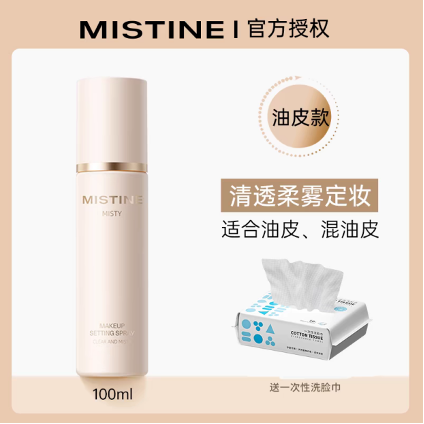 MISTINE | 官方授权
油皮款
清透柔雾定妆
适合油皮、混油皮
MISTINE
MISTY
MAKEUP
SETTING SPRAY
100ml
COTTON TISSUE
送一次性洗脸巾